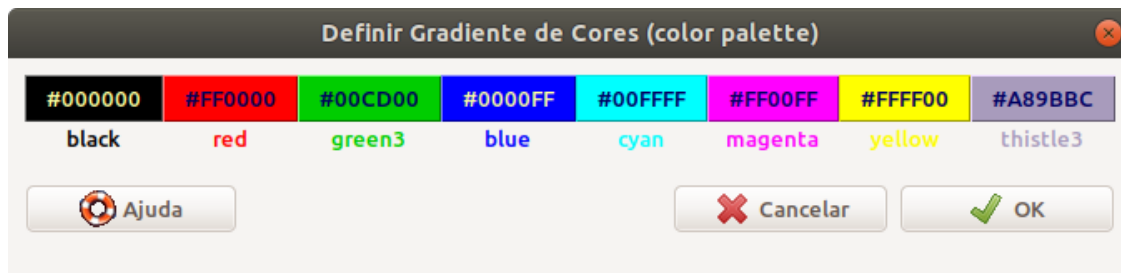 Definir Gradiente de Cores (color palette)
#000000 #FF0000 #00CD00 #0000FF #00FFFF #FF00FF #FFFF00 #A89BBC
black red green3 blue cyan magenta yellow thistle3
Ajuda Cancelar OK